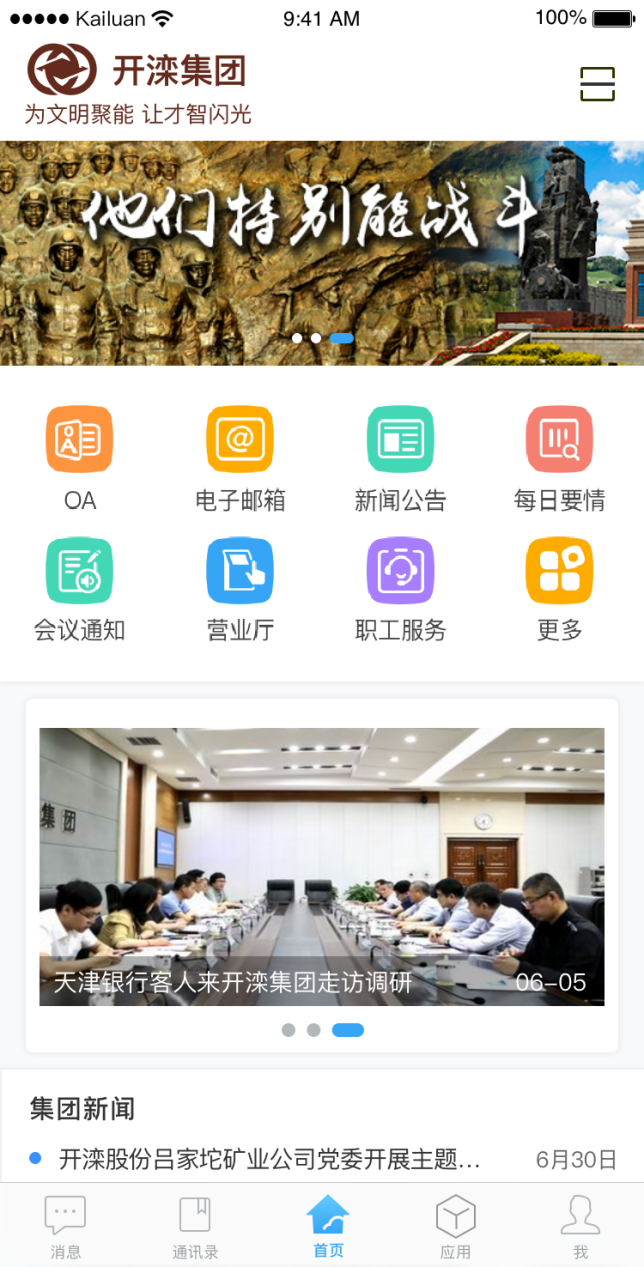 ●●●●● Kailuan 9:41 AM 100%
开滦集团
为文明聚能 让才智闪光
他们特别能战斗
OA 电子邮箱 新闻公告 每日要情
会议通知 营业厅 职工服务 更多
集团
天津银行客人来开滦集团走访调研 06-05
集团新闻
开滦股份吕家坨矿业公司党委开展主题... 6月30日
消息 通讯录 首页 应用 我